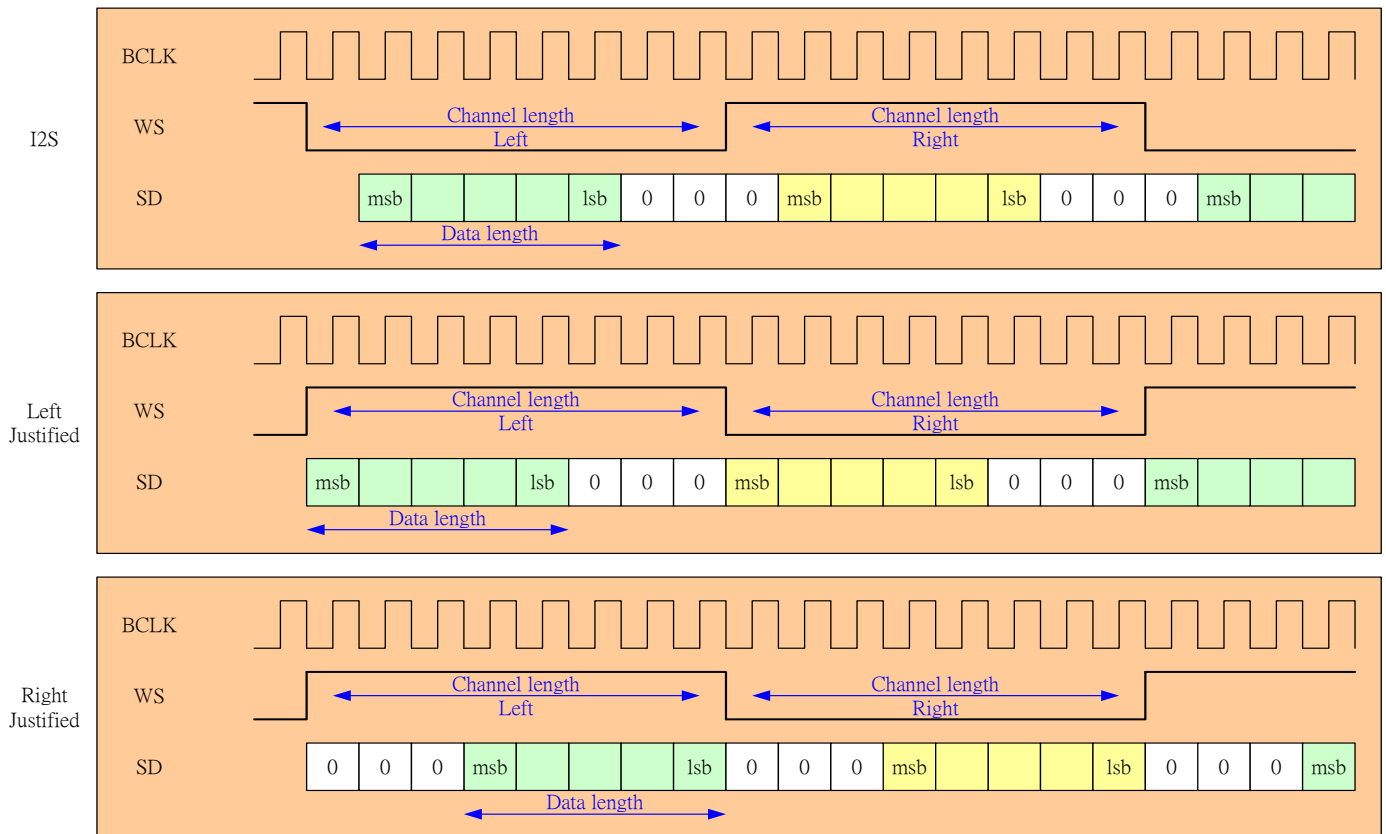 BCLK
I2S
WS
Channel length
Left
Channel length
Right
SD
msb lsb 0 0 0 msb lsb 0 0 0 msb
Data length
BCLK
Left
Justified
WS
Channel length
Left
Channel length
Right
SD
msb lsb 0 0 0 msb lsb 0 0 0 msb
Data length
BCLK
Right
Justified
WS
Channel length
Left
Channel length
Right
SD
0 0 0 msb lsb 0 0 0 msb lsb 0 0 0 msb
Data length